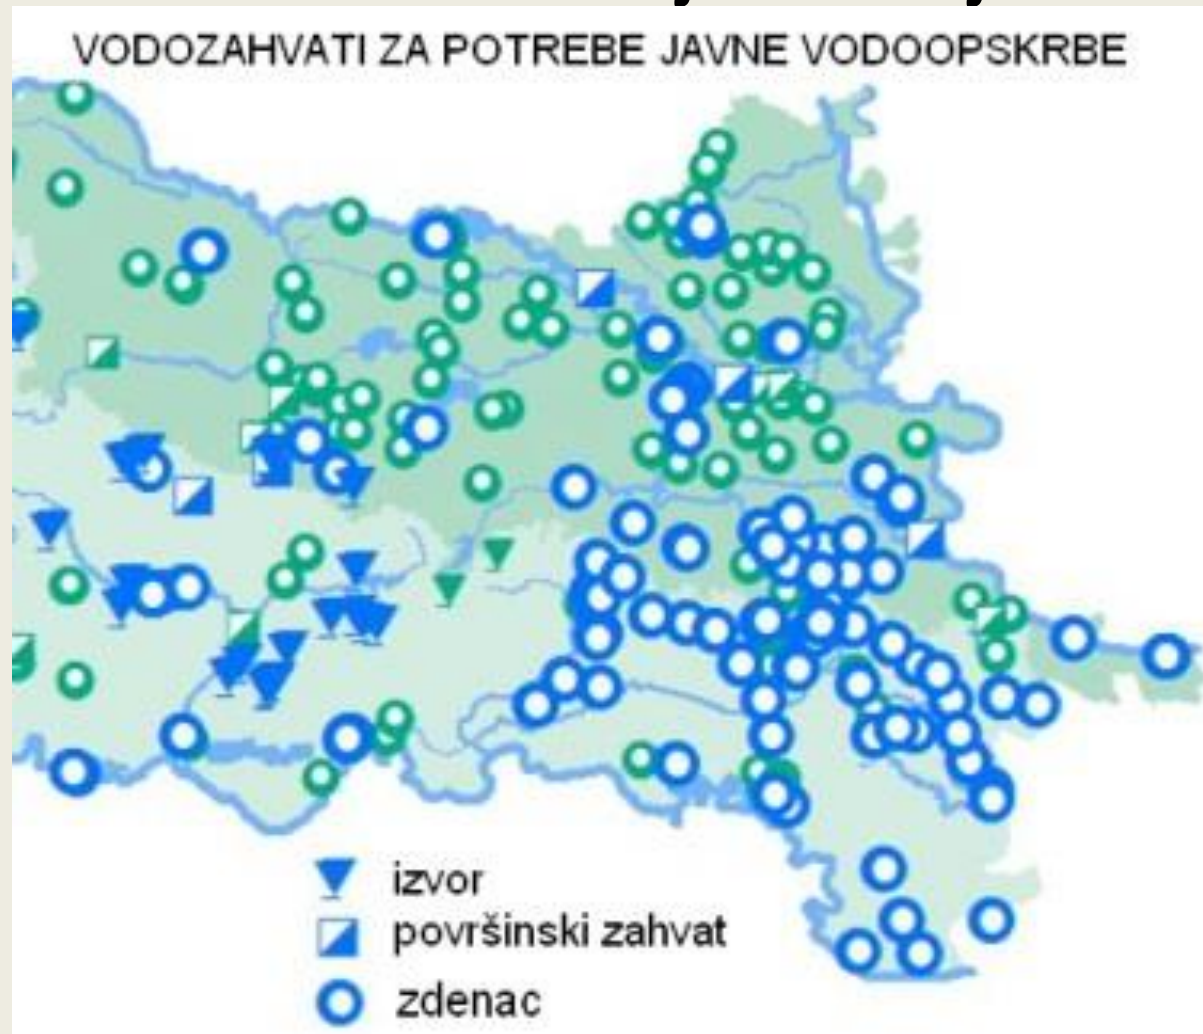 VODOZAHVATI ZA POTREBE JAVNE VODOOPSKRBE
izvor
površinski zahvat
zdenac